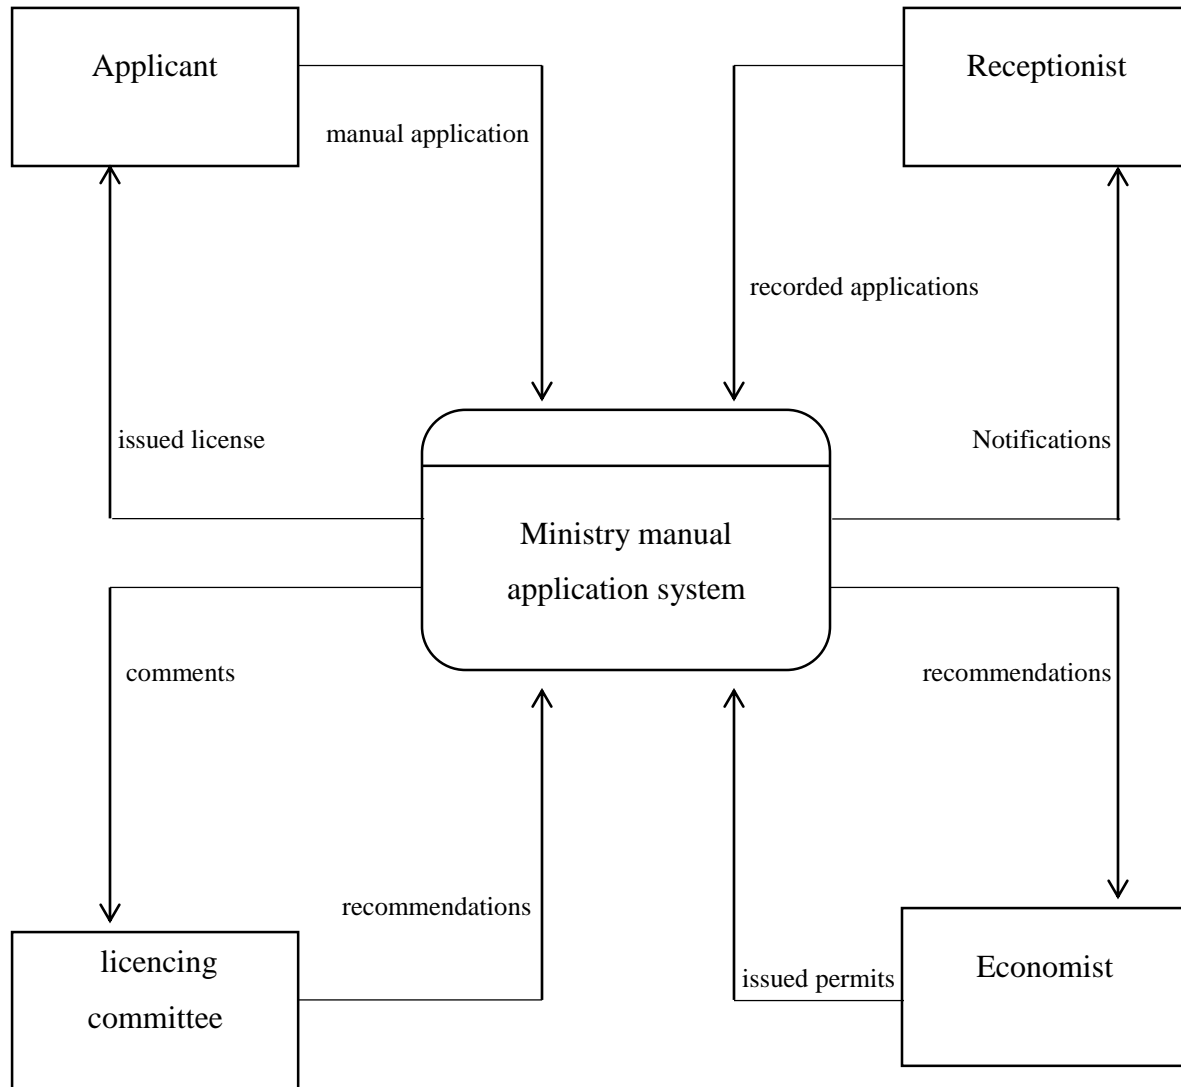 Applicant
Receptionist
manual application
recorded applications
issued license
Notifications
Ministry manual
application system
comments
recommendations
recommendations
licencing
committee
Economist
issued permits